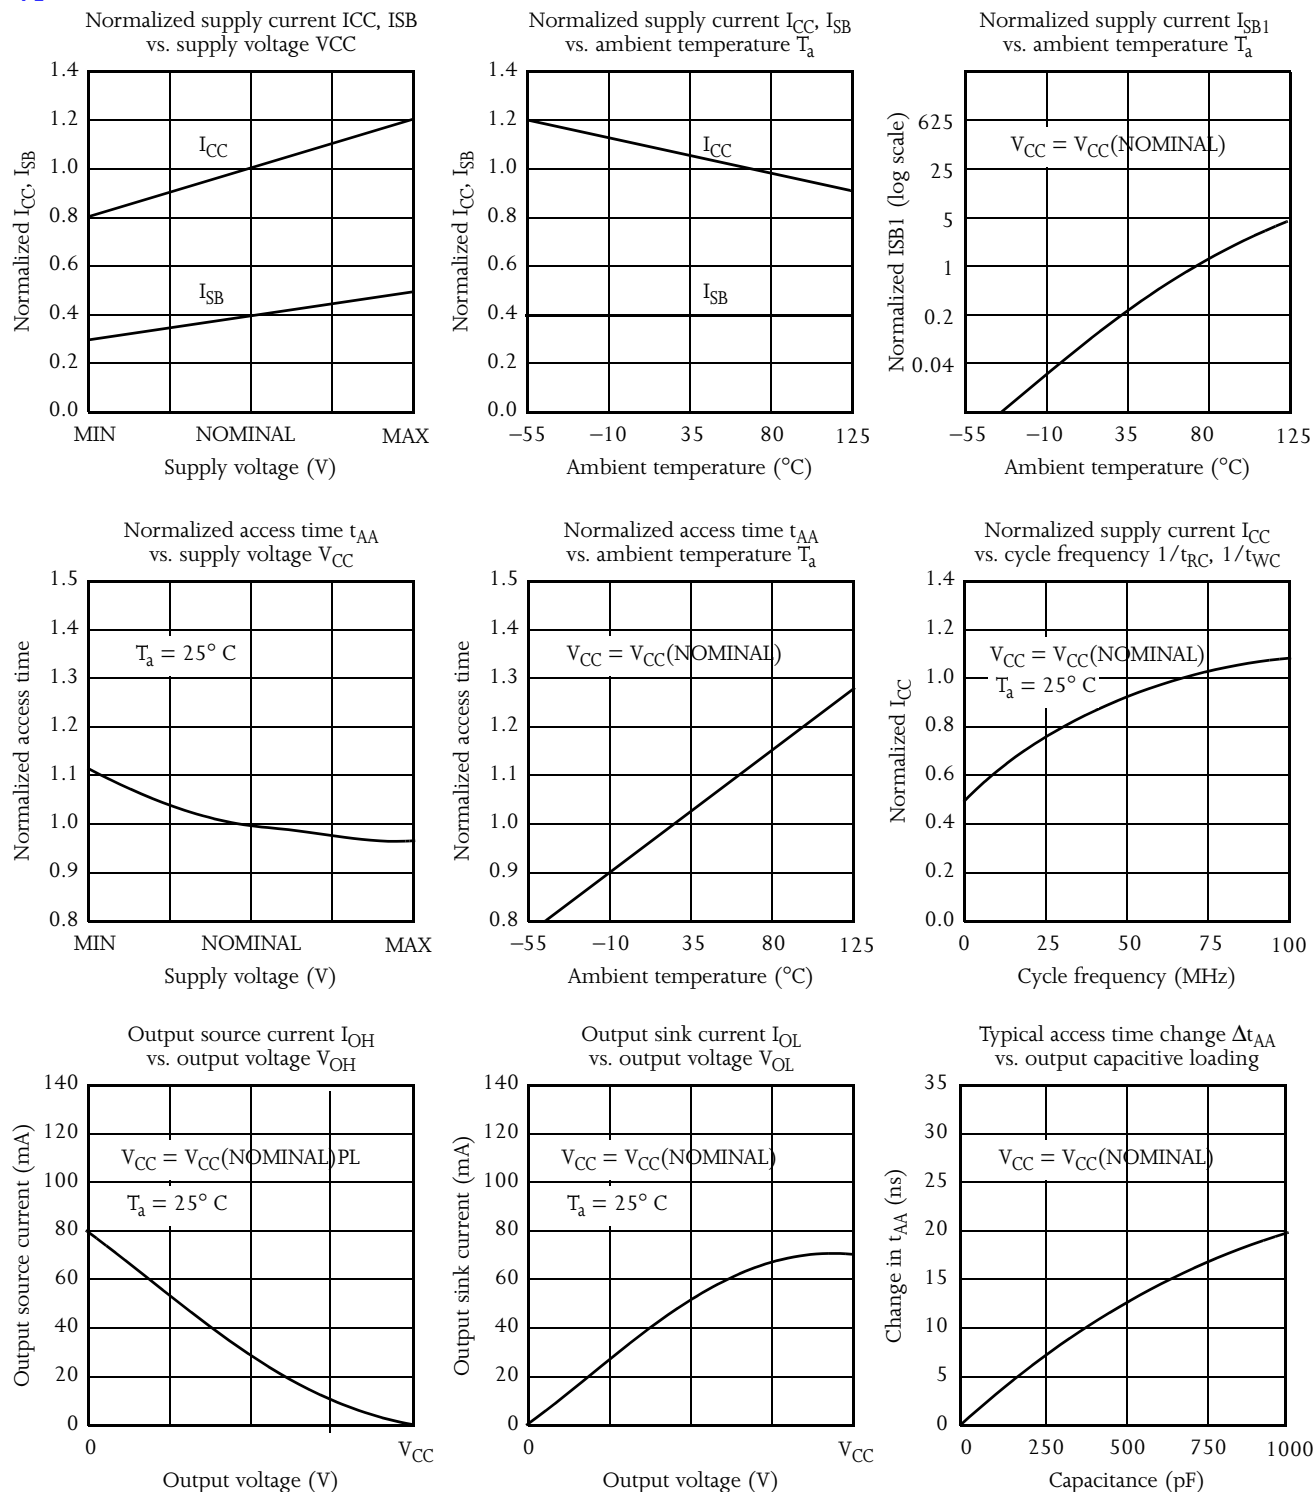 Normalized supply current ICC, ISB
vs. supply voltage VCC
1.4
1.2
1.0
0.8
0.6
0.4
0.2
0.0
Normalized ICC, ISB
ICC
ISB
MIN NOMINAL MAX
Supply voltage (V)
Normalized supply current ICC, ISB
vs. ambient temperature Ta
1.4
1.2
1.0
0.8
0.6
0.4
0.2
0.0
Normalized ICC, ISB
ICC
ISB
–55 –10 35 80 125
Ambient temperature (°C)
Normalized supply current ISB1
vs. ambient temperature Ta
625
25
5
1
0.2
0.04
Normalized ISB1 (log scale)
VCC = VCC(NOMINAL)
-55 -10 35 80 125
Ambient temperature (°C)
Normalized access time tAA
vs. supply voltage VCC
1.5
1.4
1.3
1.2
1.1
1.0
0.9
0.8
Normalized access time
Ta = 25° C
MIN NOMINAL MAX
Supply voltage (V)
Normalized access time tAA
vs. ambient temperature Ta
1.5
1.4
1.3
1.2
1.1
1.0
0.9
0.8
Normalized access time
VCC = VCC(NOMINAL)
–55 –10 35 80 125
Ambient temperature (°C)
Normalized supply current ICC
vs. cycle frequency 1/tRC, 1/tWC
1.4
1.2
1.0
0.8
0.6
0.4
0.2
0.0
Normalized ICC
VCC = VCC(NOMINAL)
Ta = 25° C
0 25 50 75 100
Cycle frequency (MHz)
Output source current IOH
vs. output voltage VOH
140
120
100
80
60
40
20
0
Output source current (mA)
VCC = VCC(NOMINAL)PL
Ta = 25° C
0 VCC
Output voltage (V)
Output sink current IOL
vs. output voltage VOL
140
120
100
80
60
40
20
0
Output sink current (mA)
VCC = VCC(NOMINAL)
Ta = 25° C
0 VCC
Output voltage (V)
Typical access time change ΔtAA
vs. output capacitive loading
35
30
25
20
15
10
5
0
Change in tAA (ns)
VCC = VCC(NOMINAL)
0 250 500 750 1000
Capacitance (pF)